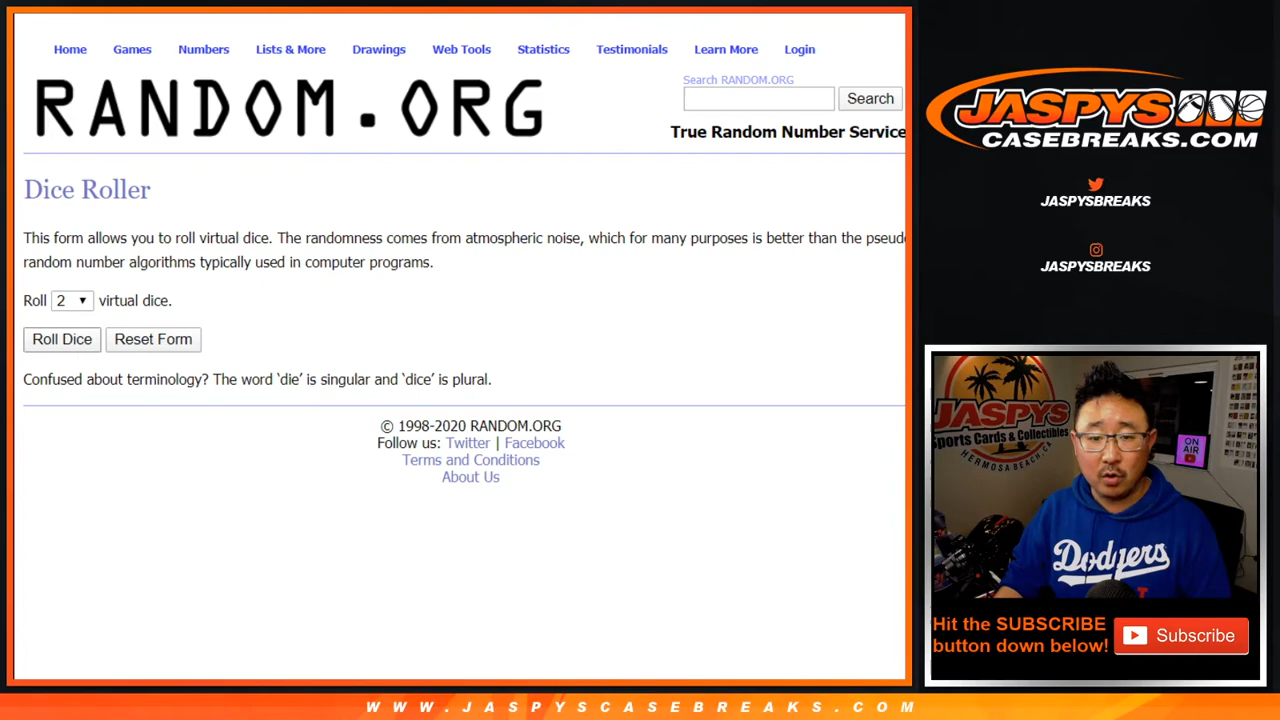 Home Games Numbers Lists & More Drawings Web Tools Statistics Testimonials Learn More Login
RANDOM.ORG
Search RANDOM.ORG
Search
True Random Number Service
Dice Roller
This form allows you to roll virtual dice. The randomness comes from atmospheric noise, which for many purposes is better than the pseudo
random number algorithms typically used in computer programs.
Roll 2 virtual dice.
Roll Dice Reset Form
Confused about terminology? The word ‘die’ is singular and ‘dice’ is plural.
© 1998-2020 RANDOM.ORG
Follow us: Twitter | Facebook
Terms and Conditions
About Us
JASPYS
CASEBREAKS.COM
JASPYSBREAKS
JASPYSBREAKS
JASPYS
Sports Cards & Collectibles
HERMOSA BEACH, CA
ON AIR
Dodgers
Hit the SUBSCRIBE
button down below!
Subscribe
WWW.JASPYSCASEBREAKS.COM